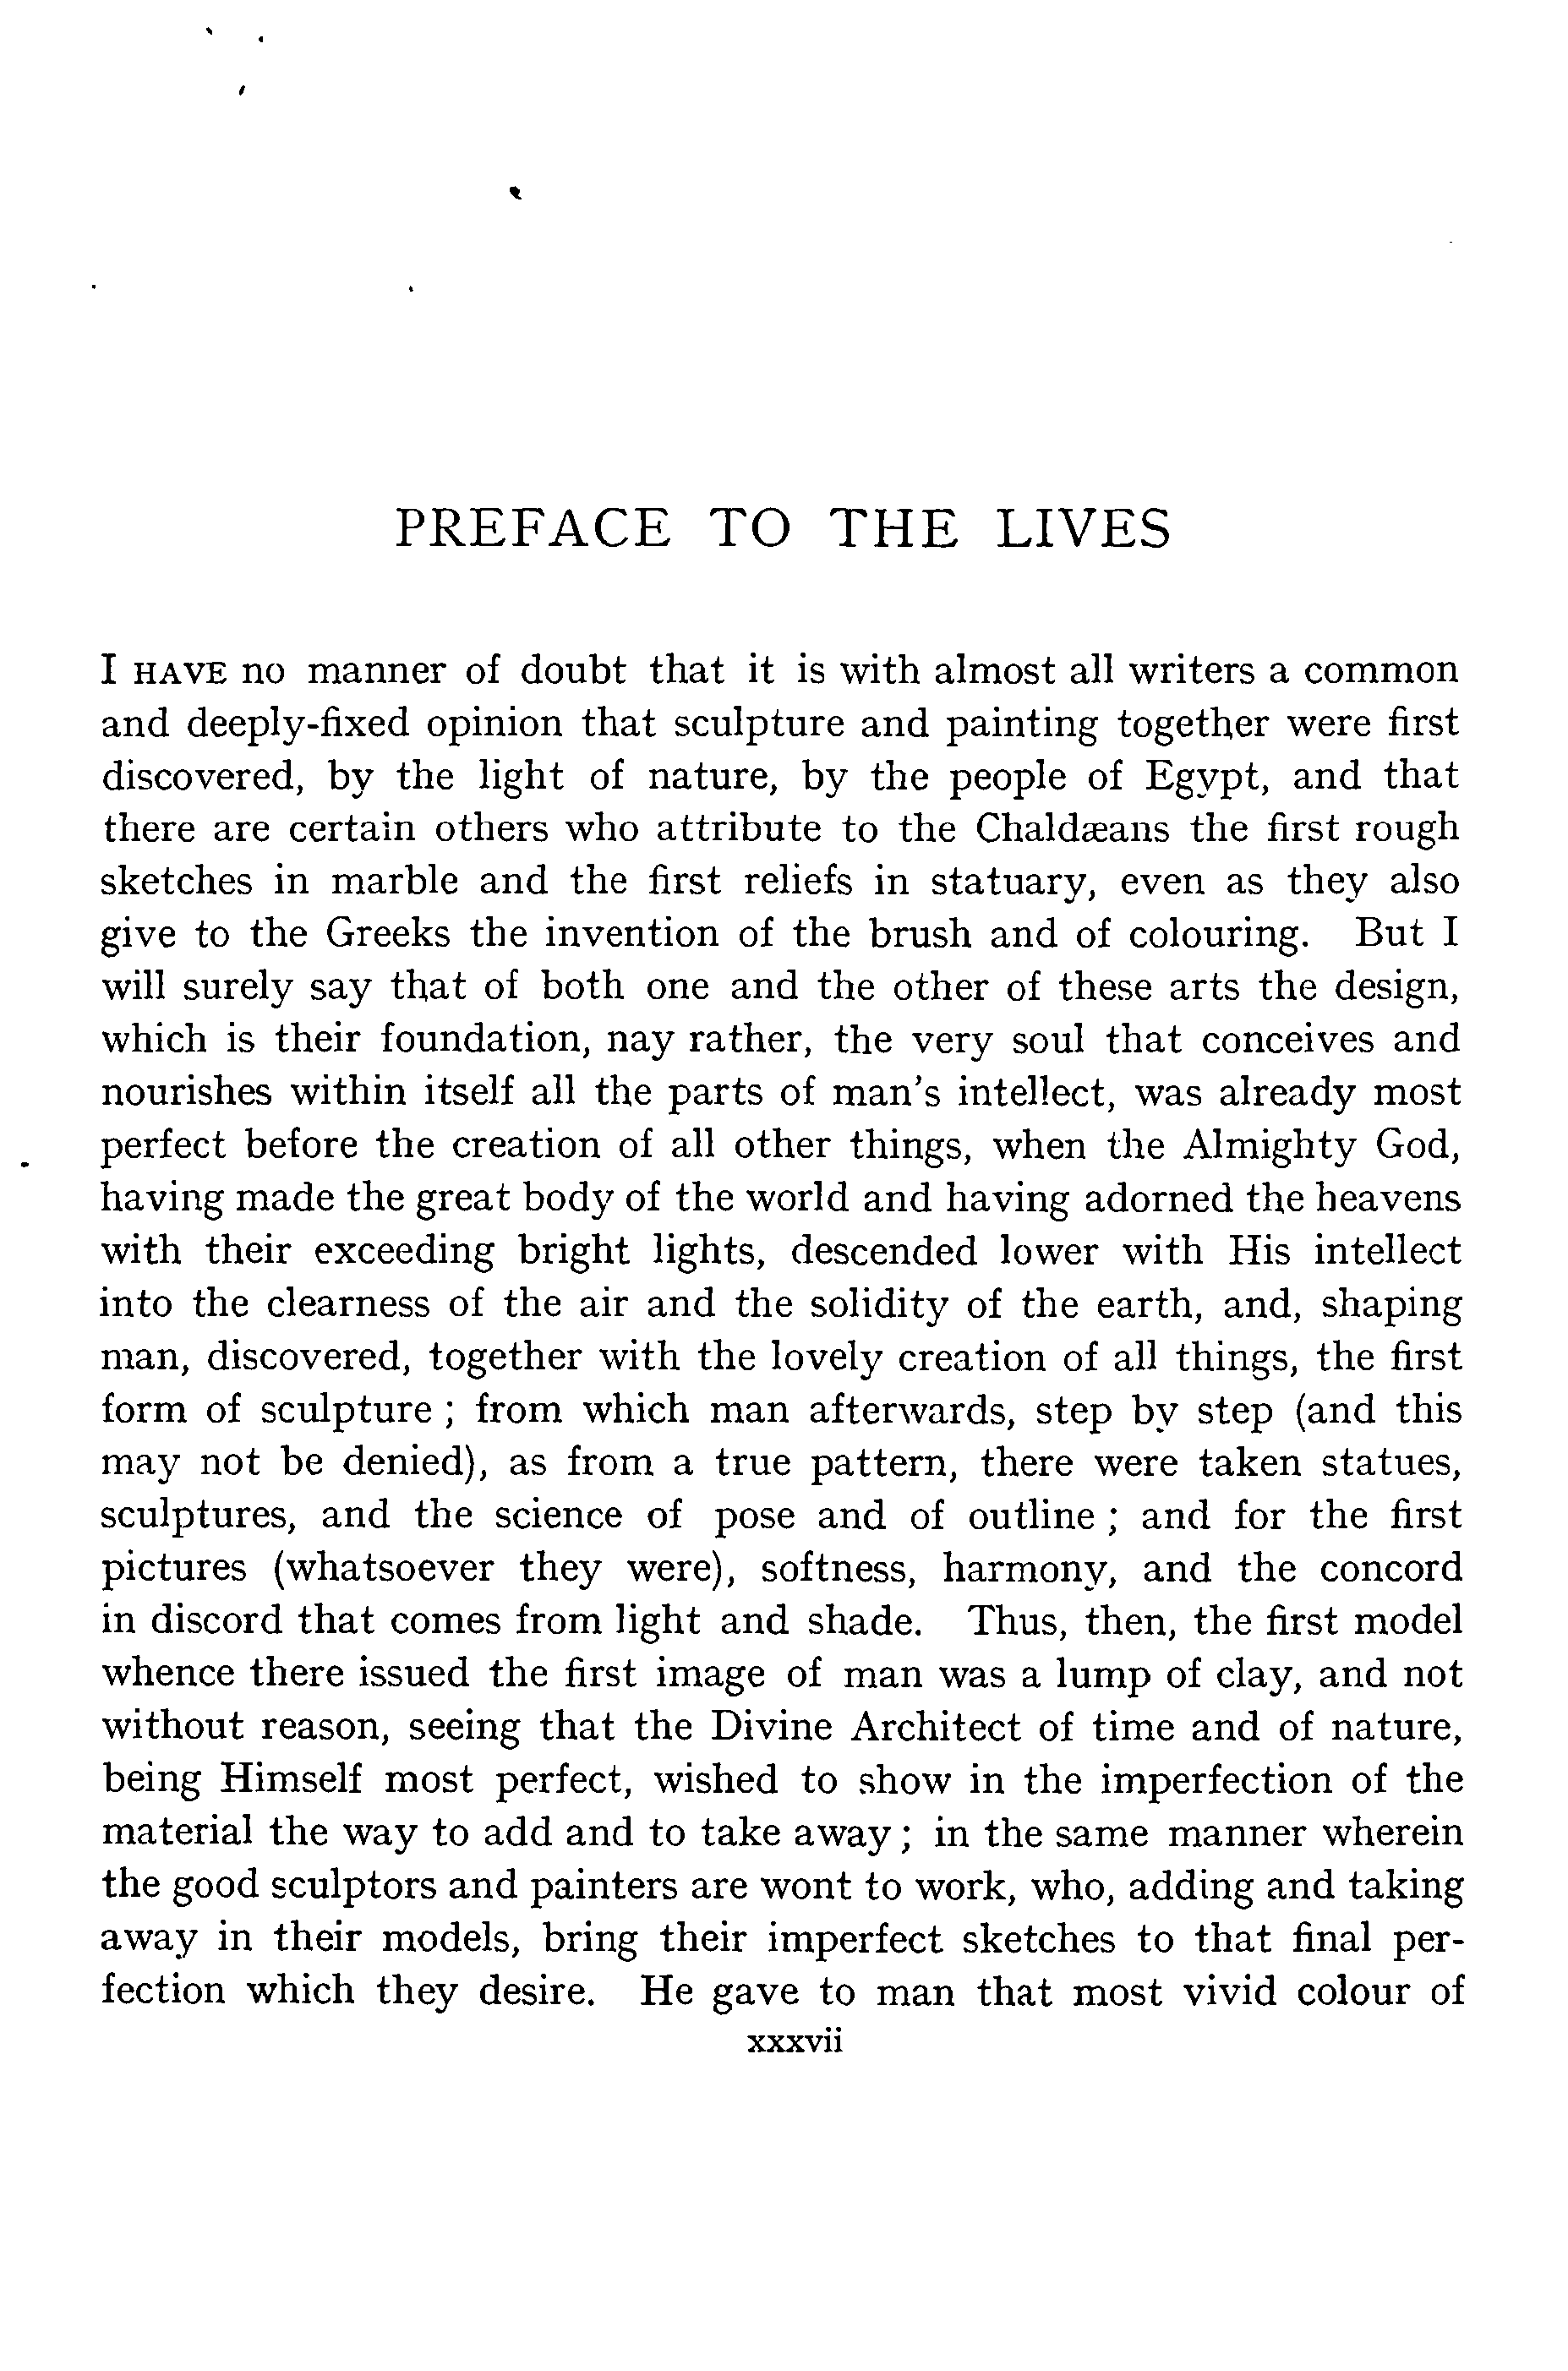 PREFACE TO THE LIVES
I HAVE no manner of doubt that it is with almost all writers a common
and deeply-fixed opinion that sculpture and painting together were first
discovered, by the light of nature, by the people of Egypt, and that
there are certain others who attribute to the Chaldæans the first rough
sketches in marble and the first reliefs in statuary, even as they also
give to the Greeks the invention of the brush and of colouring. But I
will surely say that of both one and the other of these arts the design,
which is their foundation, nay rather, the very soul that conceives and
nourishes within itself all the parts of man's intellect, was already most
perfect before the creation of all other things, when the Almighty God,
having made the great body of the world and having adorned the heavens
with their exceeding bright lights, descended lower with His intellect
into the clearness of the air and the solidity of the earth, and, shaping
man, discovered, together with the lovely creation of all things, the first
form of sculpture ; from which man afterwards, step by step (and this
may not be denied), as from a true pattern, there were taken statues,
sculptures, and the science of pose and of outline ; and for the first
pictures (whatsoever they were), softness, harmony, and the concord
in discord that comes from light and shade. Thus, then, the first model
whence there issued the first image of man was a lump of clay, and not
without reason, seeing that the Divine Architect of time and of nature,
being Himself most perfect, wished to show in the imperfection of the
material the way to add and to take away ; in the same manner wherein
the good sculptors and painters are wont to work, who, adding and taking
away in their models, bring their imperfect sketches to that final per-
fection which they desire. He gave to man that most vivid colour of
xxxvii